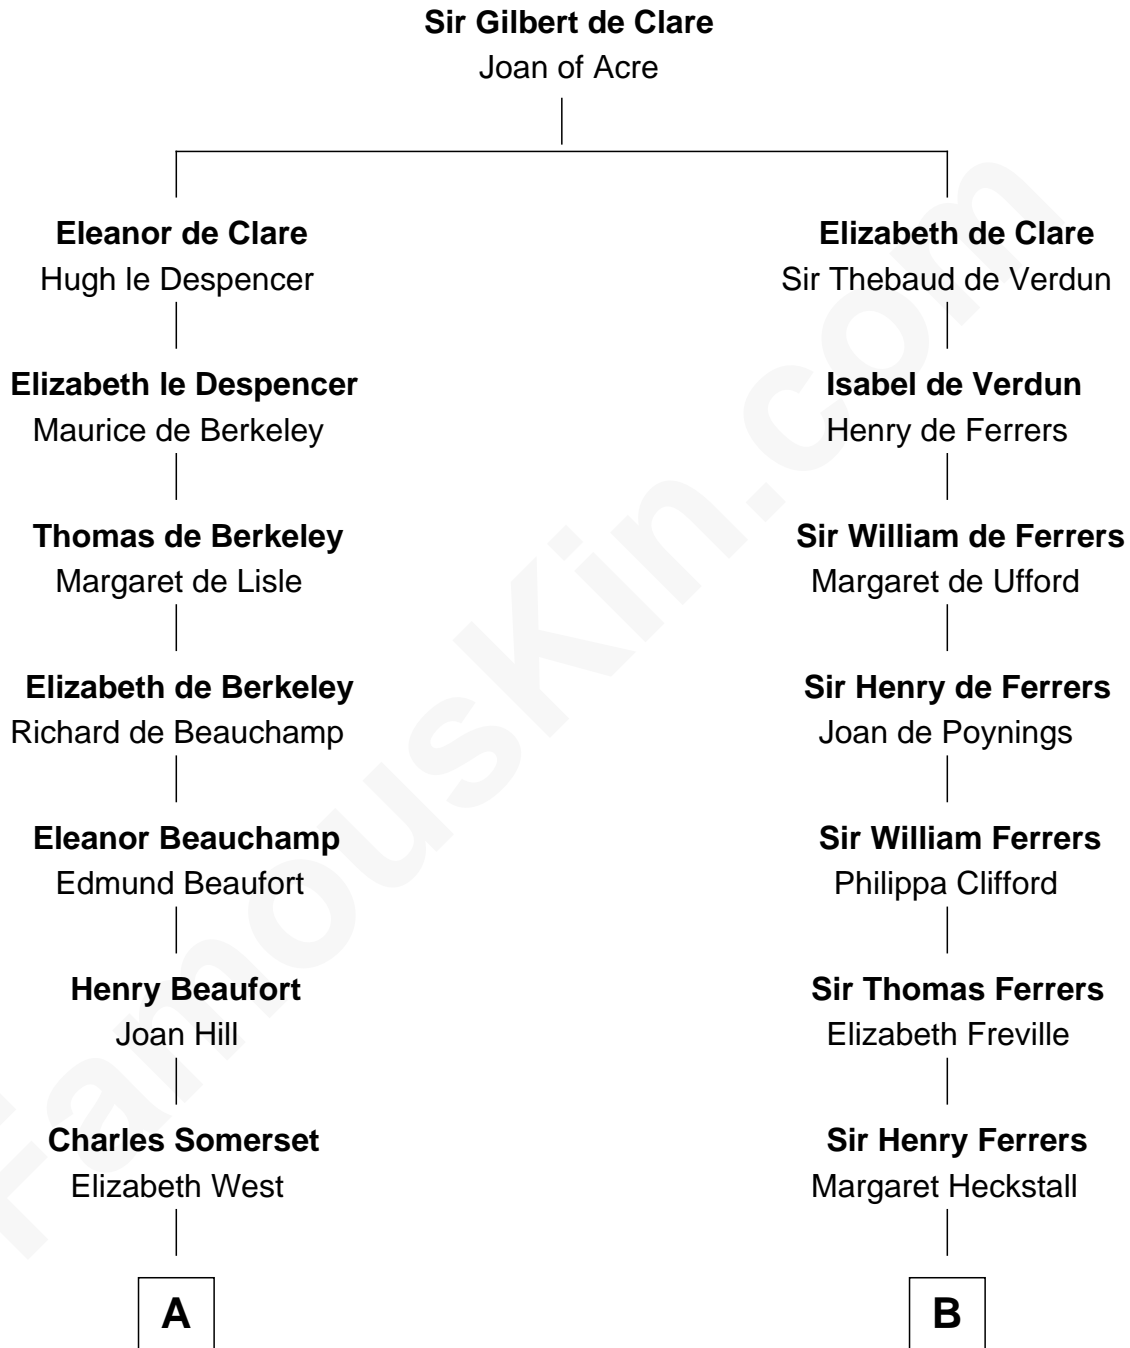 Sir Gilbert de Clare
Joan of Acre
Eleanor de Clare
Hugh le Despencer
Elizabeth de Clare
Sir Thebaud de Verdun
Elizabeth le Despencer
Maurice de Berkeley
Isabel de Verdun
Henry de Ferrers
Thomas de Berkeley
Margaret de Lisle
Sir William de Ferrers
Margaret de Ufford
Elizabeth de Berkeley
Richard de Beauchamp
Sir Henry de Ferrers
Joan de Poynings
Eleanor Beauchamp
Edmund Beaufort
Sir William Ferrers
Philippa Clifford
Henry Beaufort
Joan Hill
Sir Thomas Ferrers
Elizabeth Freville
Charles Somerset
Elizabeth West
Sir Henry Ferrers
Margaret Heckstall
A
B
FamousKin.com